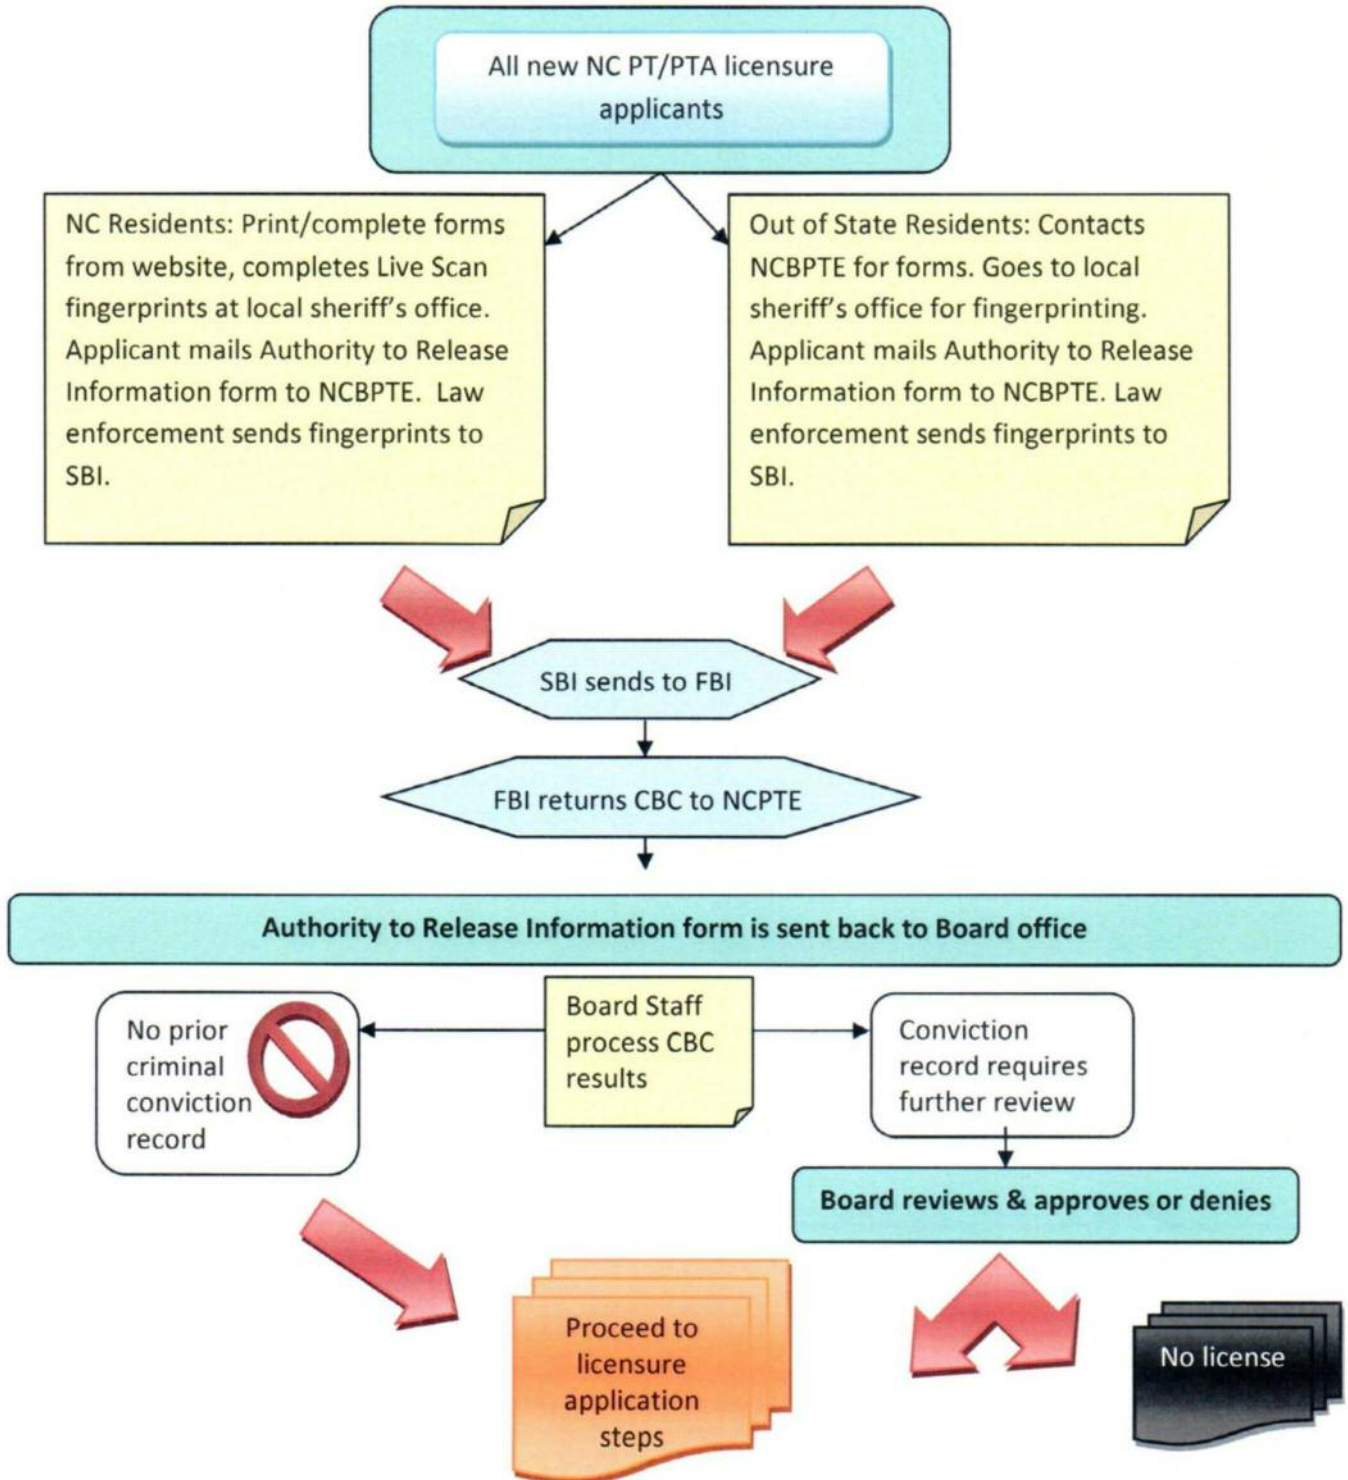 All new NC PT/PTA licensure
applicants
NC Residents: Print/complete forms
from website, completes Live Scan
fingerprints at local sheriff's office.
Applicant mails Authority to Release
Information form to NCBPTE.  Law
enforcement sends fingerprints to
SBI.
Out of State Residents: Contacts
NCBPTE for forms. Goes to local
sheriff's office for fingerprinting.
Applicant mails Authority to Release
Information form to NCBPTE. Law
enforcement sends fingerprints to
SBI.
SBI sends to FBI
FBI returns CBC to NCPTE
Authority to Release Information form is sent back to Board office
No prior
criminal
conviction
record
Board Staff
process CBC
results
Conviction
record requires
further review
Board reviews & approves or denies
Proceed to
licensure
application
steps
No license